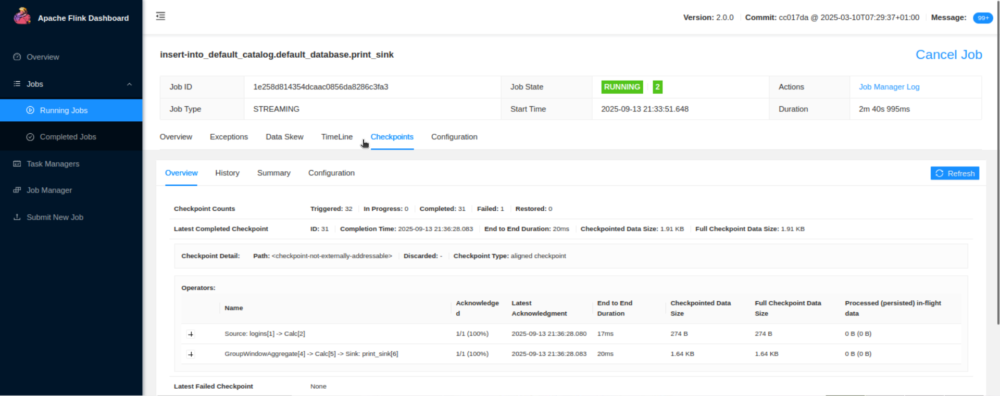 Apache Flink Dashboard
Version: 2.0.0 Commit: cc017da @ 2025-03-10T07:29:37+01:00 Message: 99+
Overview
Jobs
Running Jobs
Completed Jobs
Task Managers
Job Manager
Submit New Job
insert-into_default_catalog.default_database.print_sink Cancel Job
Job ID 1e258d814354dcaac0856da8286c3fa3 Job State RUNNING 2 Actions Job Manager Log
Job Type STREAMING Start Time 2025-09-13 21:33:51.648 Duration 2m 40s 995ms
Overview Exceptions Data Skew TimeLine Checkpoints Configuration
Overview History Summary Configuration Refresh
Checkpoint Counts Triggered: 32 In Progress: 0 Completed: 31 Failed: 1 Restored: 0
Latest Completed Checkpoint ID: 31 Completion Time: 2025-09-13 21:36:28.083 End to End Duration: 20ms Checkpointed Data Size: 1.91 KB Full Checkpoint Data Size: 1.91 KB
Checkpoint Detail: Path: <checkpoint-not-externally-addressable> Discarded: - Checkpoint Type: aligned checkpoint
Operators:
Name Acknowledge
d Latest
Acknowledgment End to End
Duration Checkpointed Data
Size Full Checkpoint Data
Size Processed (persisted) in-flight
data
Source: logins[1] -> Calc[2] 1/1 (100%) 2025-09-13 21:36:28.080 17ms 274 B 274 B 0 B (0 B)
GroupWindowAggregate[4] -> Calc[5] -> Sink: print_sink[6] 1/1 (100%) 2025-09-13 21:36:28.083 20ms 1.64 KB 1.64 KB 0 B (0 B)
Latest Failed Checkpoint None